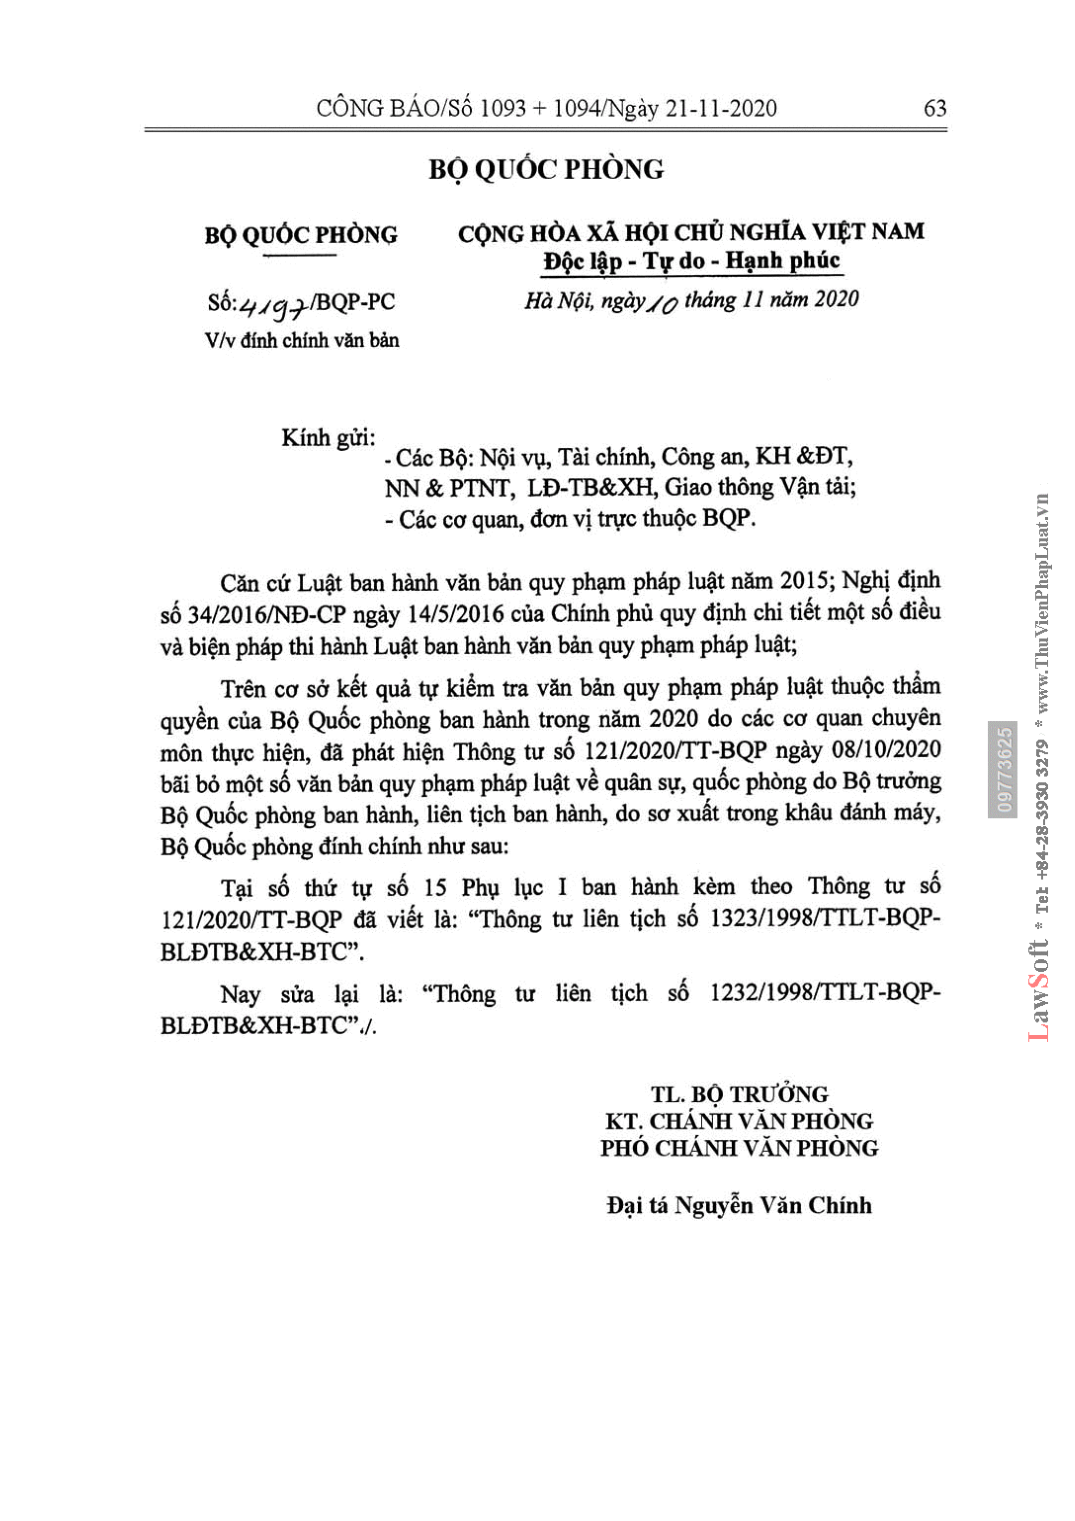 CÔNG BÁO/Số 1093 + 1094/Ngày 21-11-2020 63
BỘ QUỐC PHÒNG
BỘ QUỐC PHÒNG
CỘNG HÒA XÃ HỘI CHỦ NGHĨA VIỆT NAM
Độc lập - Tự do - Hạnh phúc
Số: 4197/BQP-PC
Hà Nội, ngày 10 tháng 11 năm 2020
V/v đính chính văn bản
Kính gửi:
- Các Bộ: Nội vụ, Tài chính, Công an, KH &ĐT,
NN & PTNT, LĐ-TB&XH, Giao thông Vận tải;
- Các cơ quan, đơn vị trực thuộc BQP.
Căn cứ Luật ban hành văn bản quy phạm pháp luật năm 2015; Nghị định
số 34/2016/NĐ-CP ngày 14/5/2016 của Chính phủ quy định chi tiết một số điều
và biện pháp thi hành Luật ban hành văn bản quy phạm pháp luật;
Trên cơ sở kết quả tự kiểm tra văn bản quy phạm pháp luật thuộc thẩm
quyền của Bộ Quốc phòng ban hành trong năm 2020 do các cơ quan chuyên
môn thực hiện, đã phát hiện Thông tư số 121/2020/TT-BQP ngày 08/10/2020
bãi bỏ một số văn bản quy phạm pháp luật về quân sự, quốc phòng do Bộ trưởng
Bộ Quốc phòng ban hành, liên tịch ban hành, do sơ xuất trong khâu đánh máy,
Bộ Quốc phòng đính chính như sau:
Tại số thứ tự số 15 Phụ lục I ban hành kèm theo Thông tư số
121/2020/TT-BQP đã viết là: “Thông tư liên tịch số 1323/1998/TTLT-BQP-
BLĐTB&XH-BTC”.
Nay sửa lại là: “Thông tư liên tịch số 1232/1998/TTLT-BQP-
BLĐTB&XH-BTC”./.
TL. BỘ TRƯỞNG
KT. CHÁNH VĂN PHÒNG
PHÓ CHÁNH VĂN PHÒNG
Đại tá Nguyễn Văn Chính
09773625
LawSoft * Tel: +84-28-3930 3279 * www.ThuVienPhapLuat.vn